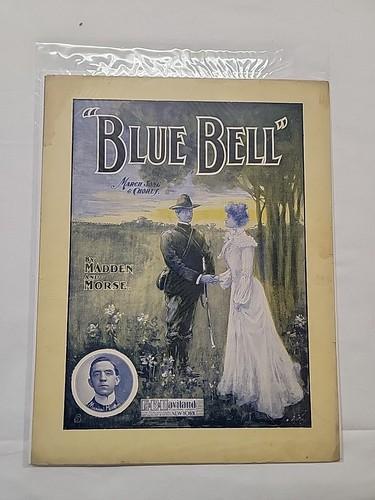 "BLUE BELL"
MARCH SONG
& CHORUS.
BY
MADDEN
AND
MORSE.
F.B. Haviland
NEW YORK